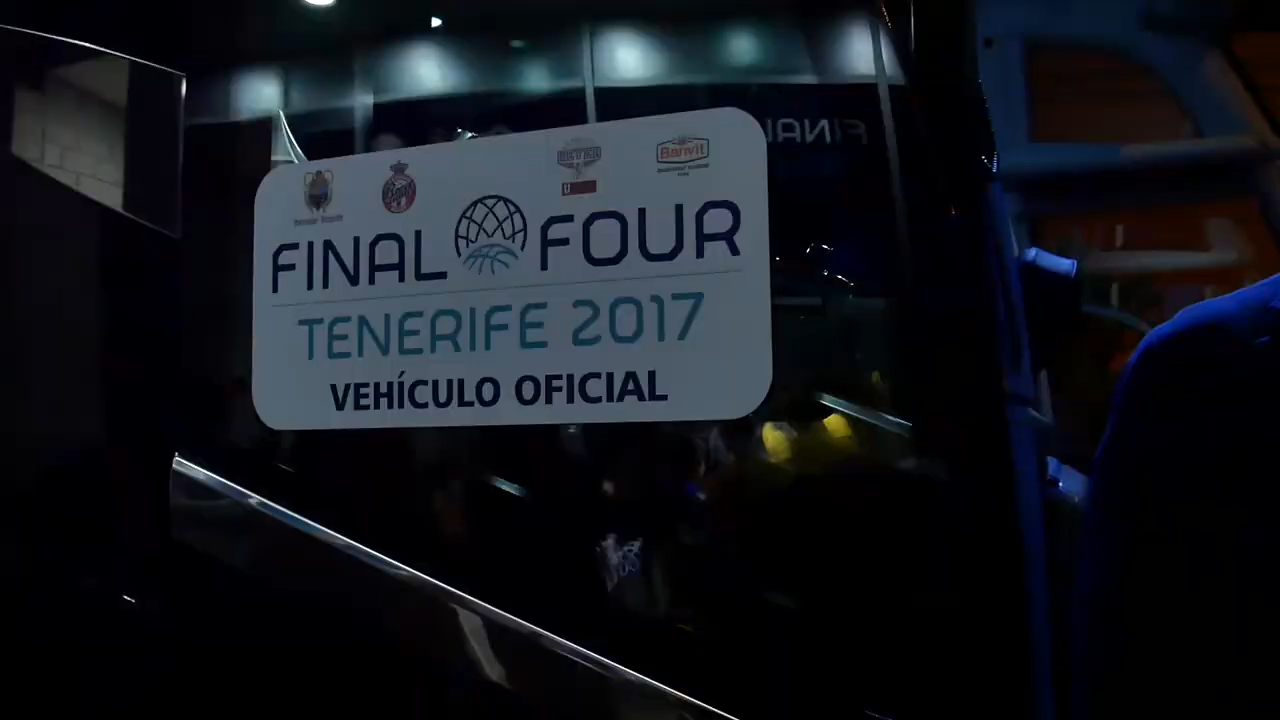 Banvit
FINAL FOUR
TENERIFE 2017
VEHÍCULO OFICIAL
FINAL